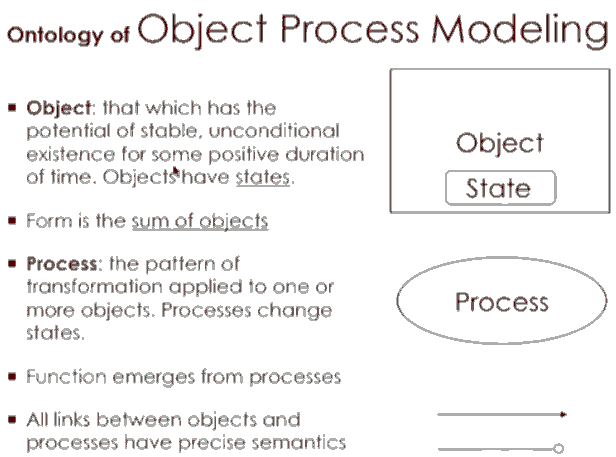 Ontology of Object Process Modeling
▪ Object: that which has the
potential of stable, unconditional
existence for some positive duration
of time. Objects have states.
▪ Form is the sum of objects
▪ Process: the pattern of
transformation applied to one or
more objects. Processes change
states.
▪ Function emerges from processes
▪ All links between objects and
processes have precise semantics
Object
State
Process